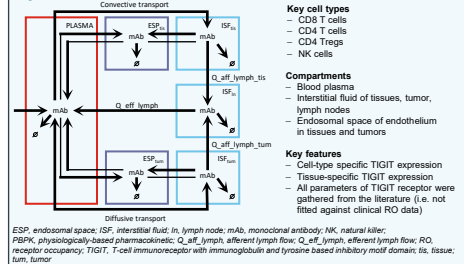 Convective transport
PLASMA
ESPtis
ISFtis
mAb
mAb
ø
ø
Q_aff_lymph_tis
ISFln
mAb
Q_eff_lymph
mAb
ø
ø
Q_aff_lymph_tum
ESPtum
ISFtum
mAb
mAb
ø
ø
Diffusive transport
Key cell types
– CD8 T cells
– CD4 T cells
– CD4 Tregs
– NK cells
Compartments
– Blood plasma
– Interstitial fluid of tissues, tumor,
lymph nodes
– Endosomal space of endothelium
in tissues and tumors
Key features
– Cell-type specific TIGIT expression
– Tissue-specific TIGIT expression
– All parameters of TIGIT receptor were
gathered from the literature (i.e. not
fitted against clinical RO data)
ESP, endosomal space; ISF, interstitial fluid; ln, lymph node; mAb, monoclonal antibody; NK, natural killer;
PBPK, physiologically-based pharmacokinetic; Q_aff_lymph, afferent lymph flow; Q_eff_lymph, efferent lymph flow; RO,
receptor occupancy; TIGIT, T-cell immunoreceptor with immunoglobulin and tyrosine based inhibitory motif domain; tis, tissue;
tum, tumor